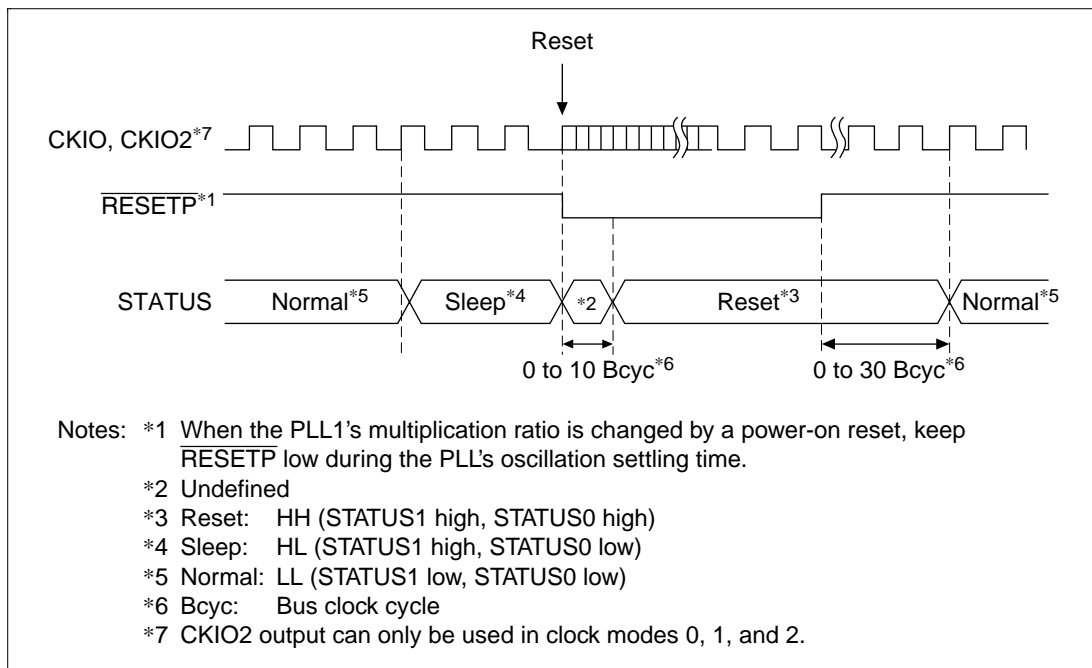 Reset
CKIO, CKIO2*7
RESETP*1
STATUS Normal*5 Sleep*4 *2 Reset*3 Normal*5
0 to 10 Bcyc*6 0 to 30 Bcyc*6
Notes: *1 When the PLL1's multiplication ratio is changed by a power-on reset, keep
RESETP low during the PLL's oscillation settling time.
*2 Undefined
*3 Reset: HH (STATUS1 high, STATUS0 high)
*4 Sleep: HL (STATUS1 high, STATUS0 low)
*5 Normal: LL (STATUS1 low, STATUS0 low)
*6 Bcyc: Bus clock cycle
*7 CKIO2 output can only be used in clock modes 0, 1, and 2.